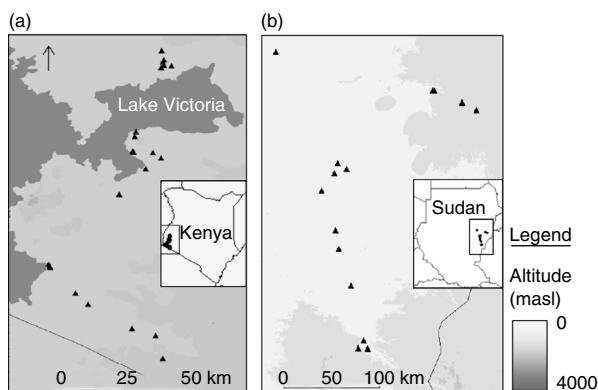 (a)
(b)
Lake Victoria
Kenya
Sudan
Legend
Altitude
(masl)
0
4000
0 25 50 km
0 50 100 km